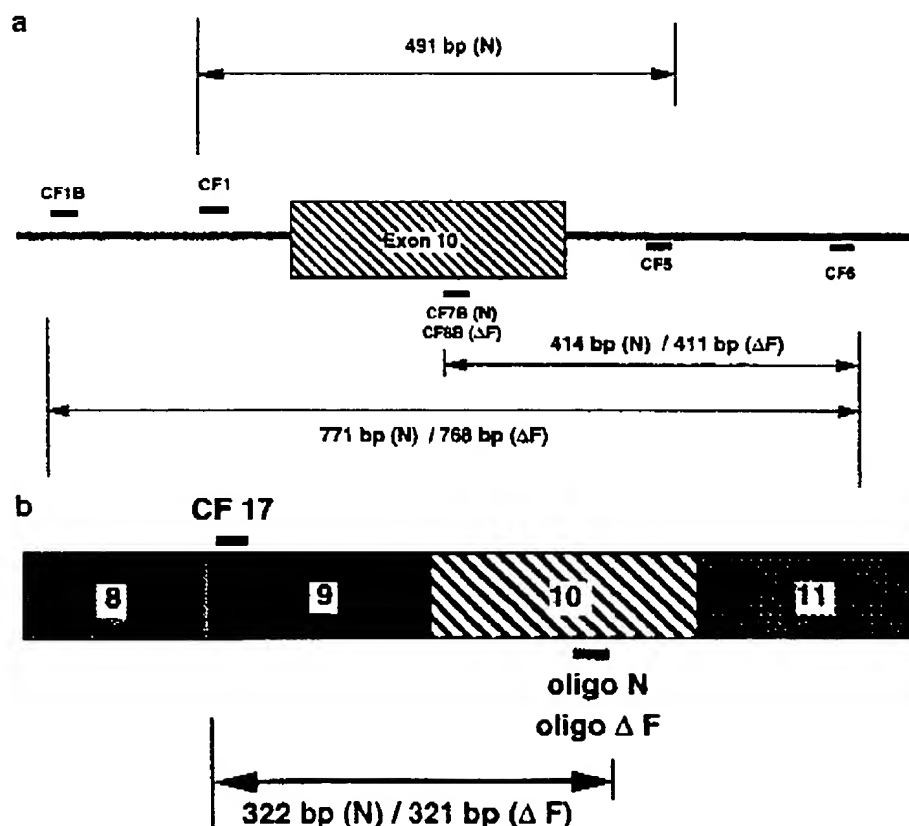 a
491 bp (N)
CF1B
CF1
Exon 10
CF5
CF6
CF7B (N)
CF8B (ΔF)
414 bp (N) / 411 bp (ΔF)
771 bp (N) / 768 bp (ΔF)
b
CF 17
8 9 10 11
oligo N
oligo Δ F
322 bp (N) / 321 bp (Δ F)